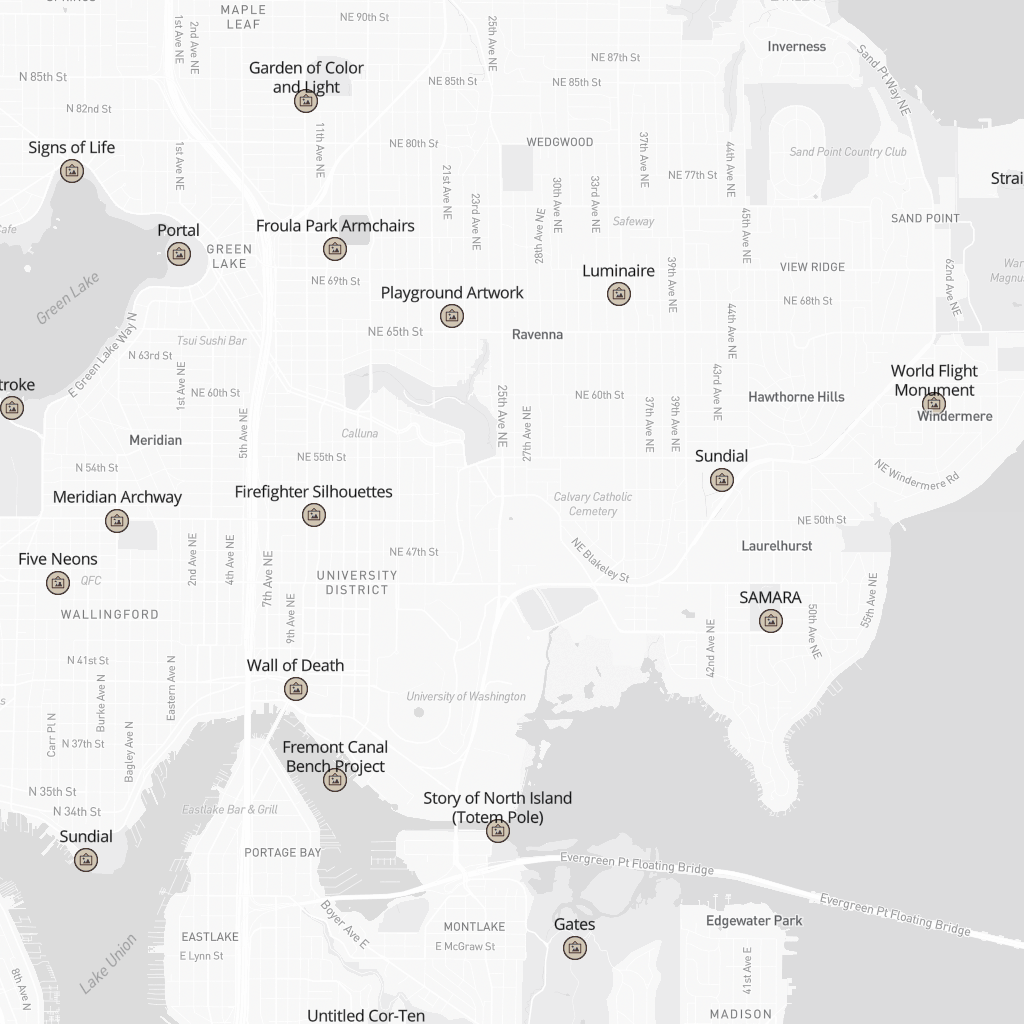 MAPLE
LEAF
NE 90th St
1st Ave NE
2nd Ave NE
25th Ave NE
Inverness
NE 87th St
Sand Pt Way NE
Garden of Color
and Light
N 85th St
NE 85th St
NE 85th St
N 82nd St
11th Ave NE
NE 80th St
WEDGWOOD
37th Ave NE
44th Ave NE
Sand Point Country Club
Signs of Life
1st Ave NE
21st Ave NE
NE 77th St
30th Ave NE
33rd Ave NE
23rd Ave NE
28th Ave NE
45th Ave NE
SAND POINT
Safeway
Portal
Froula Park Armchairs
GREEN
LAKE
Green Lake
NE 69th St
Luminaire
39th Ave NE
VIEW RIDGE
62nd Ave NE
NE 68th St
Playground Artwork
NE 65th St
Ravenna
44th Ave NE
E Green Lake Way N
Tsui Sushi Bar
N 63rd St
1st Ave NE
NE 60th St
NE 60th St
43rd Ave NE
Hawthorne Hills
World Flight
Monument
Windermere
5th Ave NE
25th Ave NE
27th Ave NE
37th Ave NE
39th Ave NE
Calluna
Meridian
N 54th St
NE 55th St
Sundial
NE Windermere Rd
Meridian Archway
Firefighter Silhouettes
Calvary Catholic
Cemetery
NE 50th St
Five Neons
QFC
2nd Ave NE
4th Ave NE
7th Ave NE
NE 47th St
NE Blakeley St
Laurelhurst
UNIVERSITY
DISTRICT
9th Ave NE
SAMARA
55th Ave NE
50th Ave NE
42nd Ave NE
WALLINGFORD
N 41st St
Eastern Ave N
Burke Ave N
Carr Pl N
Bagley Ave N
Wall of Death
University of Washington
N 37th St
Fremont Canal
Bench Project
N 35th St
N 34th St
Eastlake Bar & Grill
Story of North Island
(Totem Pole)
Sundial
PORTAGE BAY
Evergreen Pt Floating Bridge
Evergreen Pt Floating Bridge
Boyer Ave E
EASTLAKE
E Lynn St
MONTLAKE
E McGraw St
Gates
Edgewater Park
41st Ave E
Lake Union
8th Ave N
Untitled Cor-Ten
MADISON